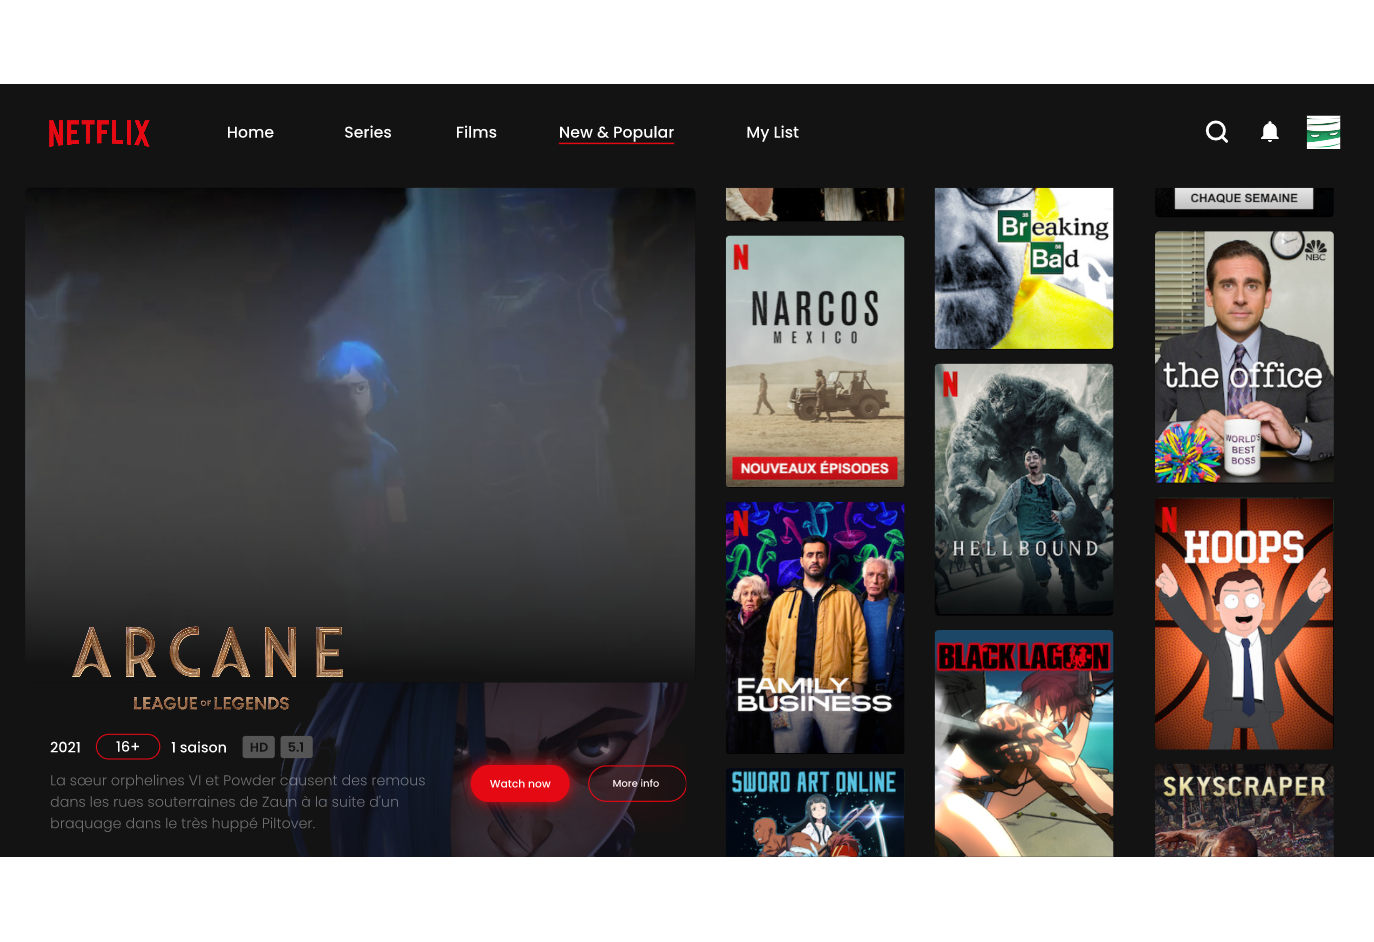 NETFLIX
Home
Series
Films
New & Popular
My List
ARCANE
LEAGUE OF LEGENDS
2021
16+
1 saison
HD
5.1
La sœur orphelines VI et Powder causent des remous
dans les rues souterraines de Zaun à la suite d'un
braquage dans le très huppé Piltover.
Watch now
More info
N
NARCOS
MEXICO
NOUVEAUX ÉPISODES
N
FAMILY
BUSINESS
SWORD ART ONLINE
35
Breaking
56
Bad
N
HELLBOUND
BLACK LAGOON
CHAQUE SEMAINE
NBC
the office
WORLD'S
BEST
BOSS
N
HOOPS
SKYSCRAPER